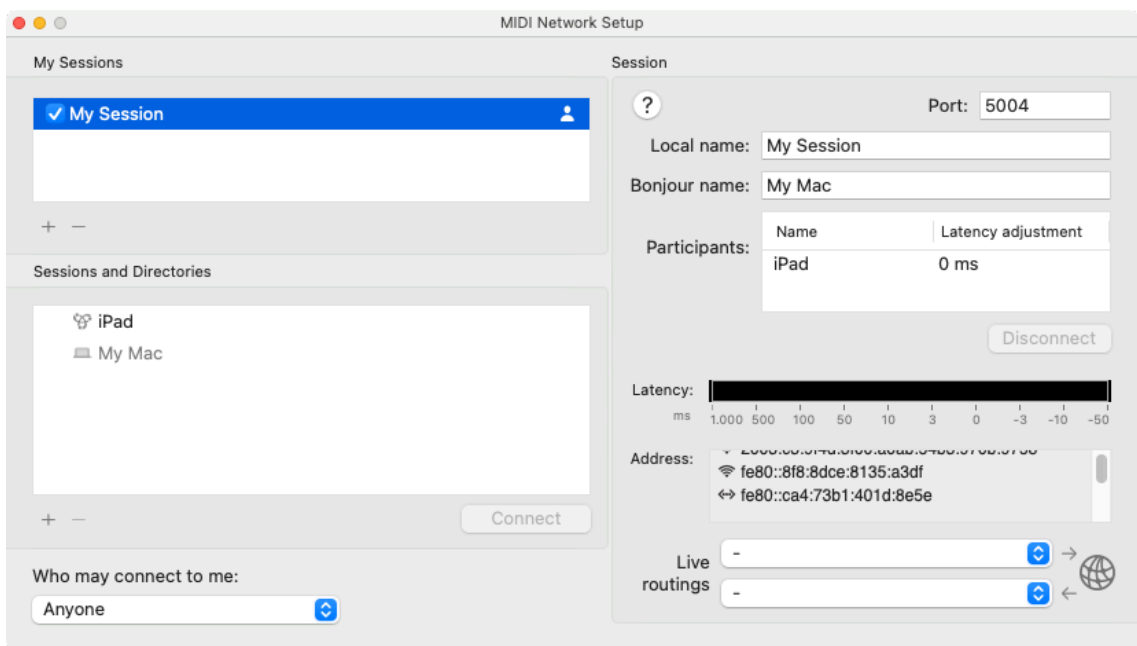 MIDI Network Setup
My Sessions
My Session
+ −
Sessions and Directories
iPad
My Mac
+ −
Connect
Who may connect to me:
Anyone
Session
?
Port: 5004
Local name: My Session
Bonjour name: My Mac
Participants:
Name Latency adjustment
iPad 0 ms
Disconnect
Latency:
ms 1.000 500 100 50 10 3 0 -3 -10 -50
Address:
fe80::8f8:8dce:8135:a3df
fe80::ca4:73b1:401d:8e5e
Live routings
- →
- ←